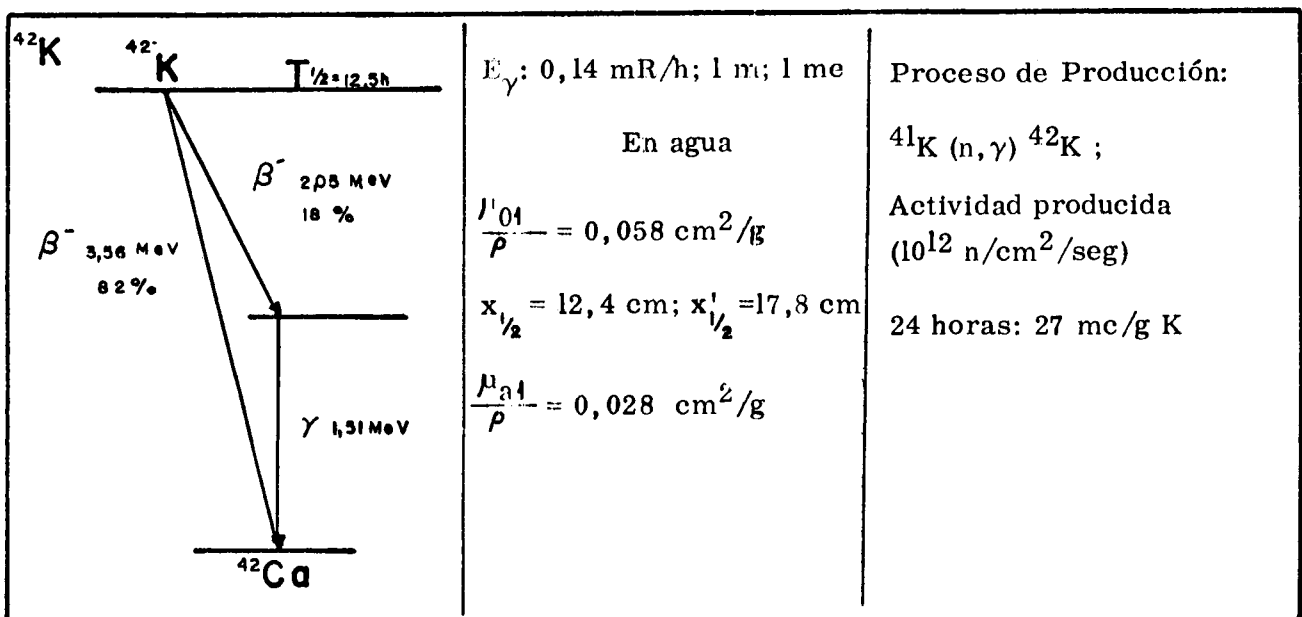 ⁴²K
⁴²K
T 1/2 = 12,5h
β⁻ 2,05 MeV
18 %
β⁻ 3,56 MeV
82%
γ 1,51 MeV
⁴²Ca
Eγ: 0,14 mR/h; 1 m; 1 mc
En agua
μ₀₁/ρ = 0,058 cm²/g
x₁/₂ = 12,4 cm; x'₁/₂ =17,8 cm
μₐ₁/ρ = 0,028 cm²/g
Proceso de Producción:
⁴¹K (n,γ) ⁴²K ;
Actividad producida
(10¹² n/cm²/seg)
24 horas: 27 mc/g K